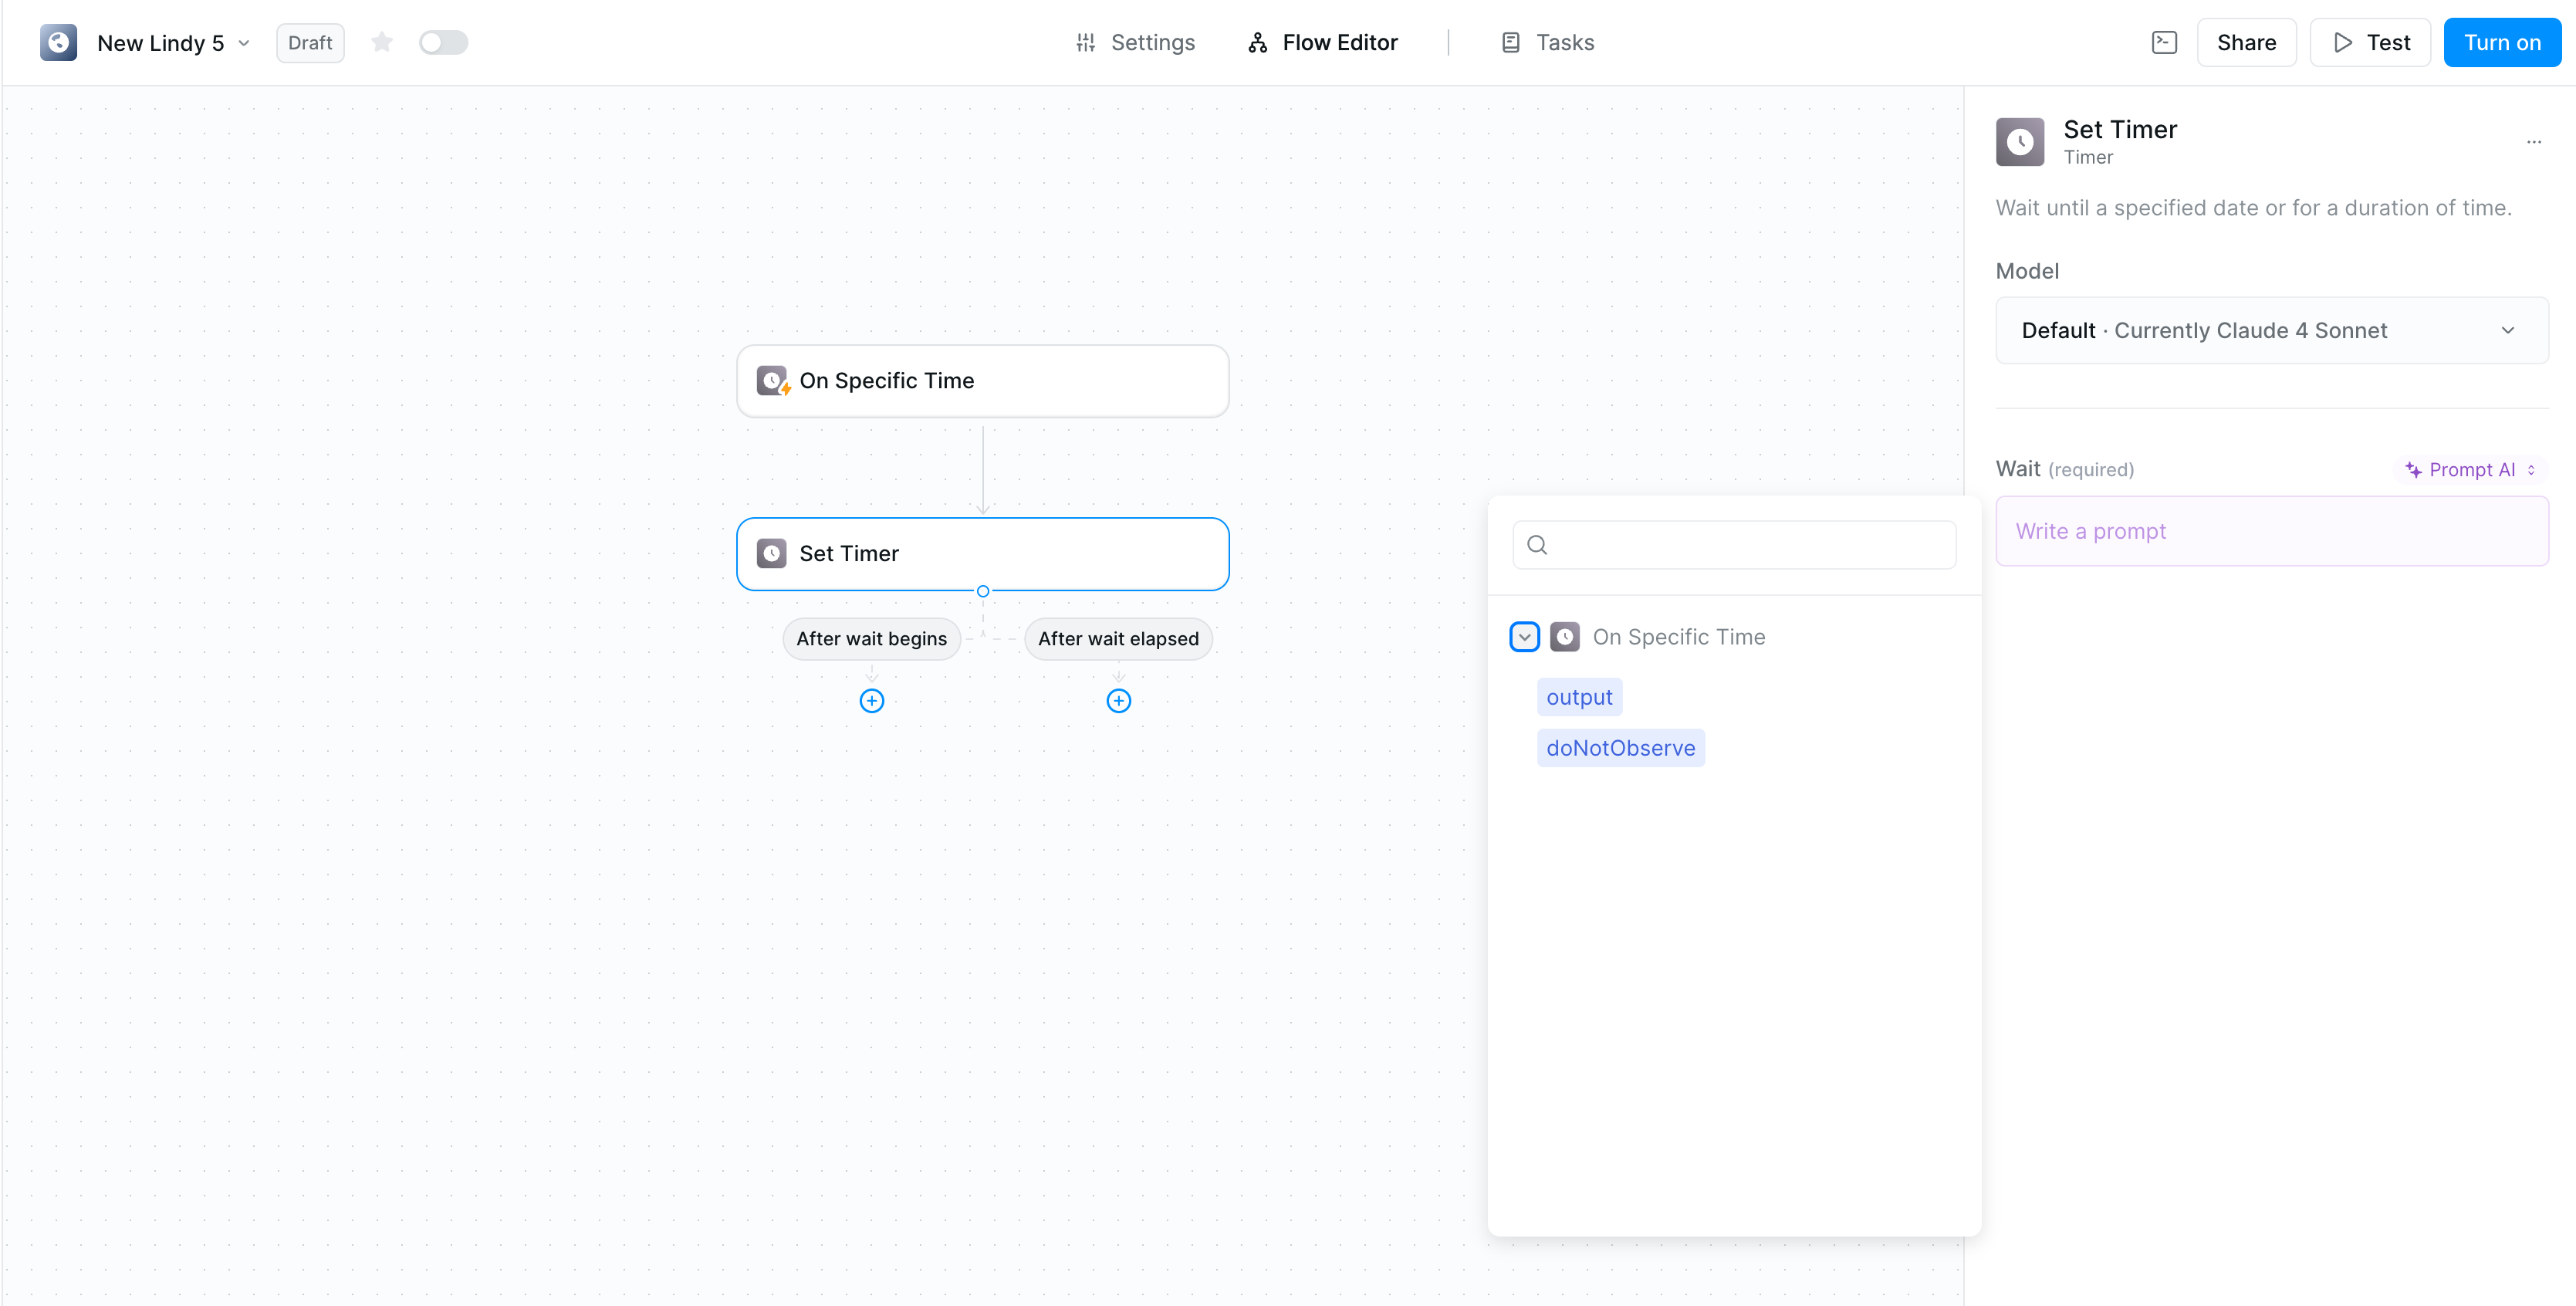 New Lindy 5
Draft
Settings
Flow Editor
Tasks
Share
Test
Turn on
On Specific Time
Set Timer
After wait begins
After wait elapsed
On Specific Time
output
doNotObserve
Set Timer
Timer
Wait until a specified date or for a duration of time.
Model
Default · Currently Claude 4 Sonnet
Wait (required)
Prompt AI
Write a prompt